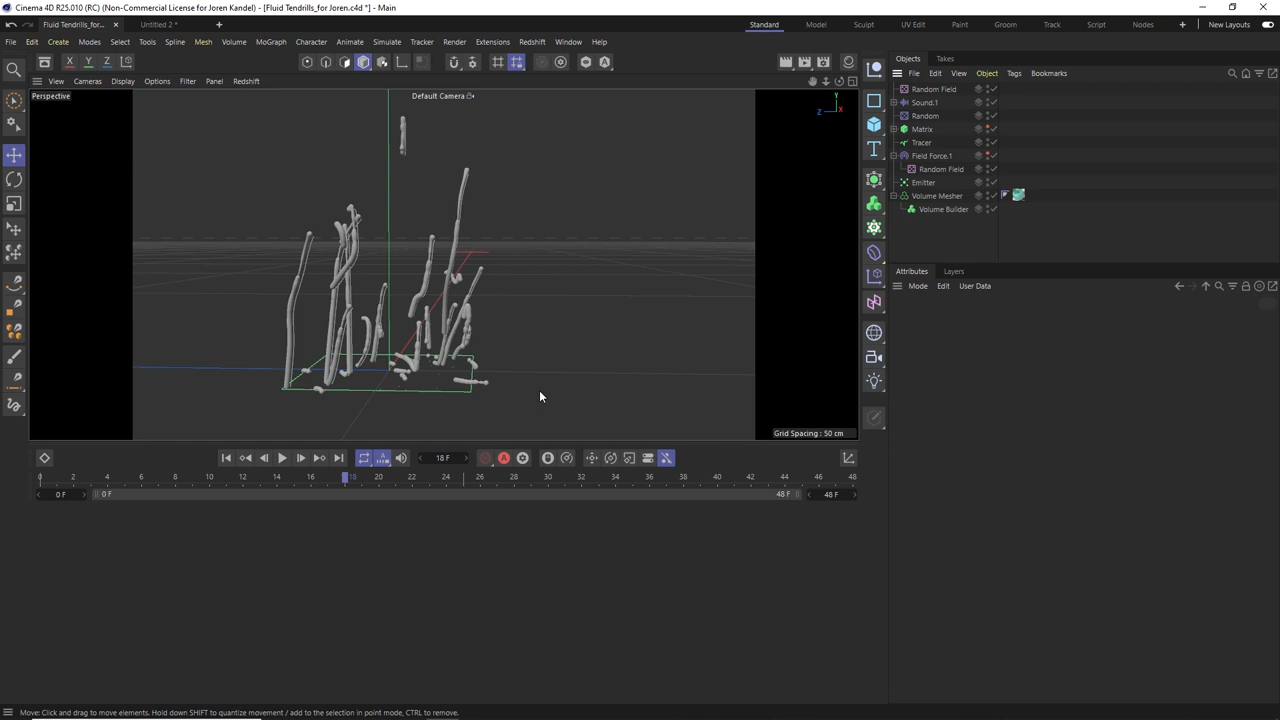 Cinema 4D R25.010 (RC) (Non-Commercial License for Joren Kandel) - [Fluid Tendrills_for Joren.c4d *] - Main
Fluid Tendrills_for_Jor...
Untitled 2 *
Standard
Model
Sculpt
UV Edit
Paint
Groom
Track
Script
Nodes
New Layouts
File Edit Create Modes Select Tools Spline Mesh Volume MoGraph Character Animate Simulate Tracker Render Extensions Redshift Window Help
X Y Z
Objects Takes
View Cameras Display Options Filter Panel Redshift
File Edit View Object Tags Bookmarks
Perspective
Default Camera
Y
Z X
Random Field
Sound.1
Random
Matrix
Tracer
Field Force.1
Random Field
Emitter
Volume Mesher
Volume Builder
Attributes Layers
Mode Edit User Data
Grid Spacing : 50 cm
18 F
0 2 4 6 8 10 12 14 16 18 20 22 24 26 28 30 32 34 36 38 40 42 44 46 48
0 F
0 F
48 F
48 F
Move: Click and drag to move elements. Hold down SHIFT to quantize movement / add to the selection in point mode, CTRL to remove.